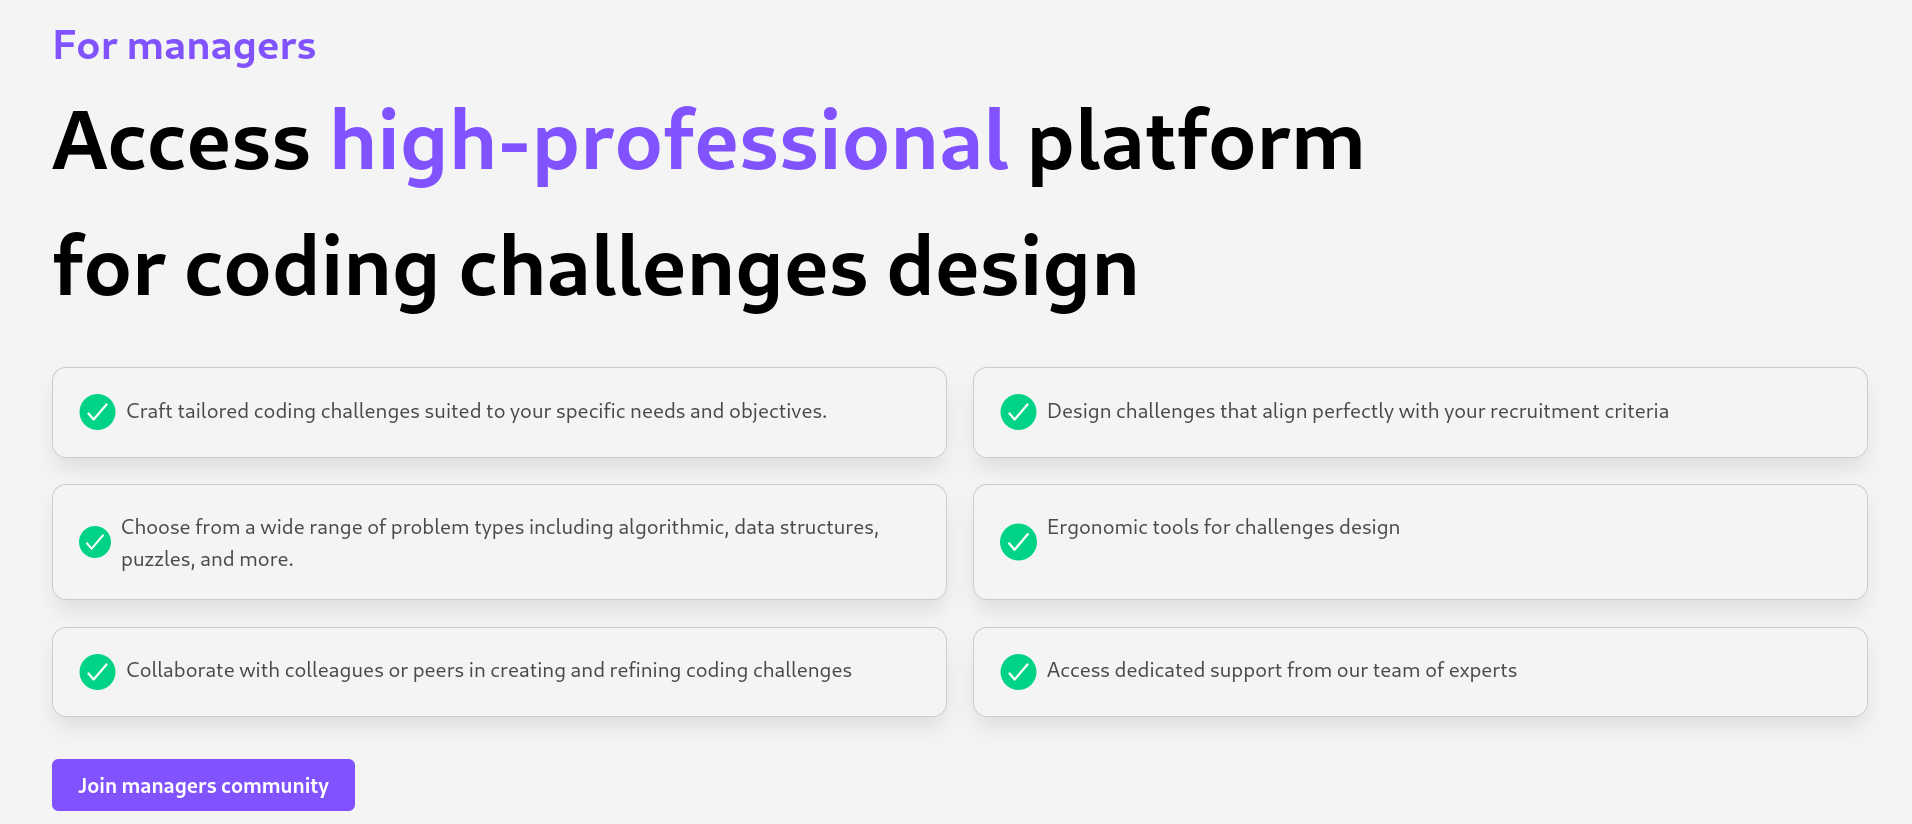 For managers
Access high-professional platform
for coding challenges design
Craft tailored coding challenges suited to your specific needs and objectives.
Design challenges that align perfectly with your recruitment criteria
Choose from a wide range of problem types including algorithmic, data structures,
puzzles, and more.
Ergonomic tools for challenges design
Collaborate with colleagues or peers in creating and refining coding challenges
Access dedicated support from our team of experts
Join managers community